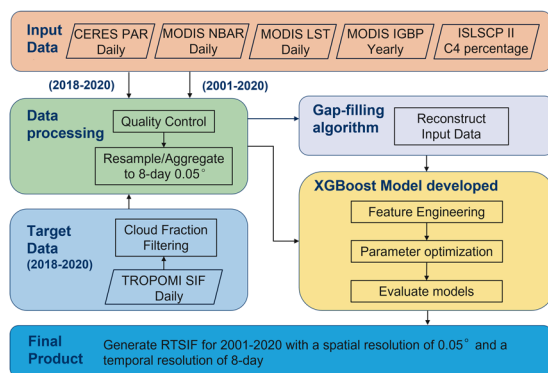 Input
Data
CERES PAR
Daily
MODIS NBAR
Daily
MODIS LST
Daily
MODIS IGBP
Yearly
ISLSCP II
C4 percentage
(2018-2020)
(2001-2020)
Data
processing
Quality Control
Resample/Aggregate
to 8-day 0.05°
Gap-filling
algorithm
Reconstruct
Input Data
XGBoost Model developed
Feature Engineering
Parameter optimization
Evaluate models
Target
Data
(2018-2020)
Cloud Fraction
Filtering
TROPOMI SIF
Daily
Final
Product
Generate RTSIF for 2001-2020 with a spatial resolution of 0.05° and a
temporal resolution of 8-day